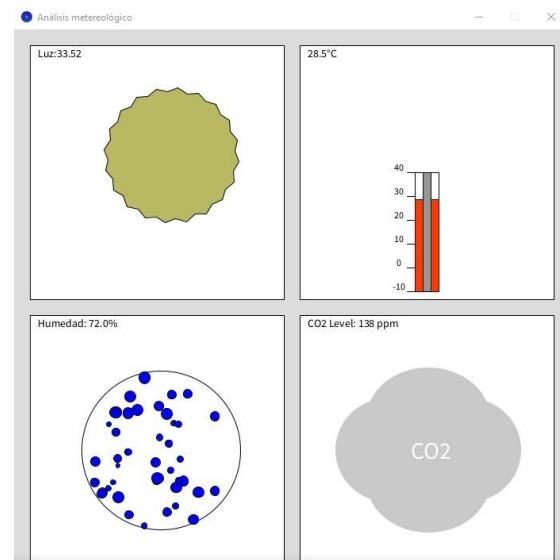 Análisis metereológico
Luz:33.52
28.5°C
40
30
20
10
0
-10
Humedad: 72.0%
CO2 Level: 138 ppm
CO2